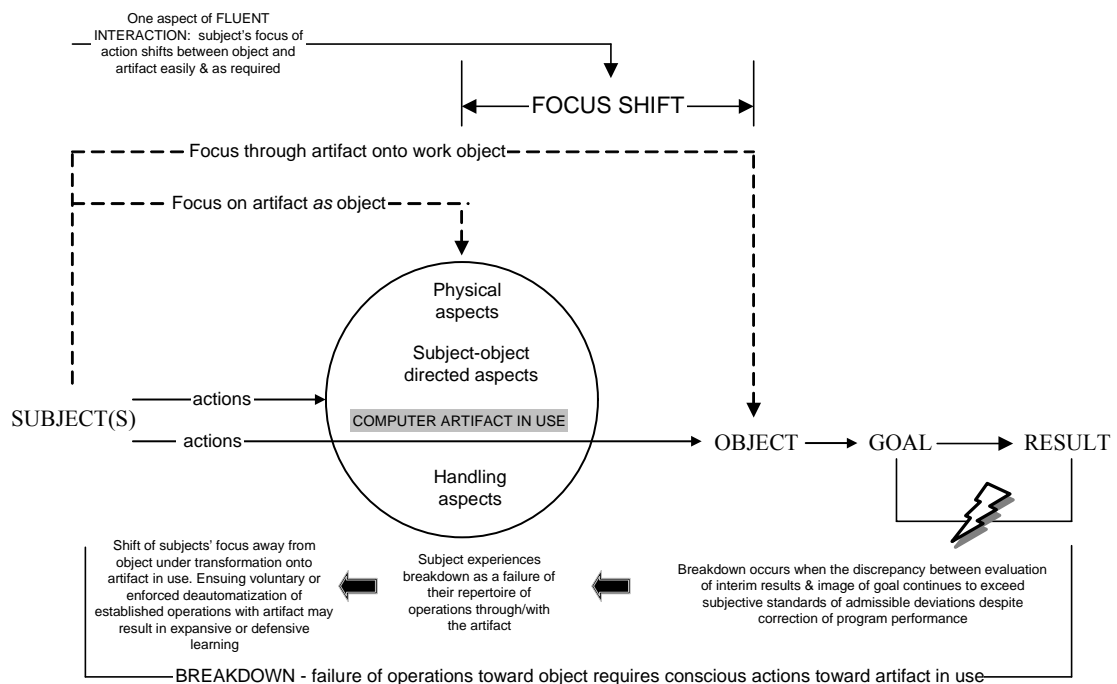 One aspect of FLUENT
INTERACTION: subject's focus of
action shifts between object and
artifact easily & as required
FOCUS SHIFT
Focus through artifact onto work object
Focus on artifact as object
Physical
aspects
Subject-object
directed aspects
actions
SUBJECT(S)
COMPUTER ARTIFACT IN USE
actions
OBJECT
GOAL
RESULT
Handling
aspects
Shift of subjects' focus away from
object under transformation onto
artifact in use. Ensuing voluntary or
enforced deautomatization of
established operations with artifact may
result in expansive or defensive
learning
Subject experiences
breakdown as a failure of
their repertoire of
operations through/with
the artifact
Breakdown occurs when the discrepancy between evaluation
of interim results & image of goal continues to exceed
subjective standards of admissible deviations despite
correction of program performance
BREAKDOWN - failure of operations toward object requires conscious actions toward artifact in use